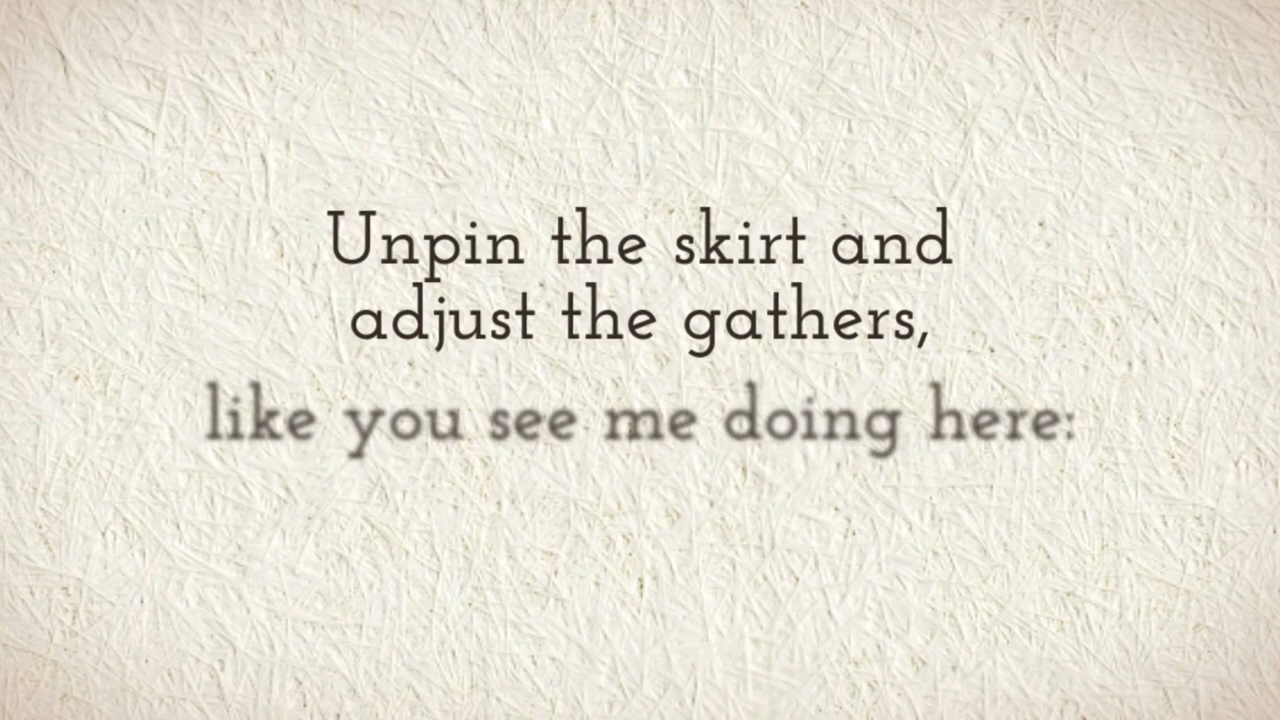 Unpin the skirt and
adjust the gathers,
like you see me doing here: